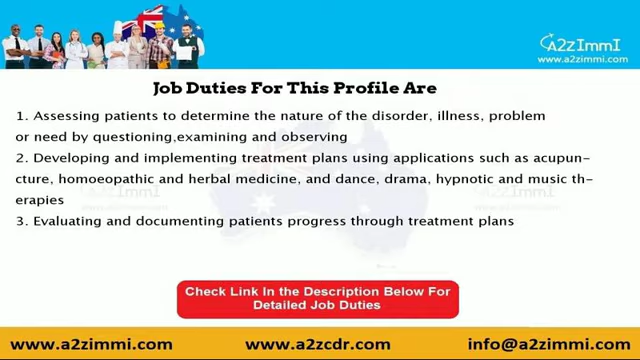 A2zImmI
www.a2zimmi.com
Job Duties For This Profile Are
1. Assessing patients to determine the nature of the disorder, illness, problem
or need by questioning,examining and observing
2. Developing and implementing treatment plans using applications such as acupun-
cture, homoeopathic and herbal medicine, and dance, drama, hypnotic and music th-
erapies
3. Evaluating and documenting patients progress through treatment plans
Check Link In the Description Below For
Detailed Job Duties
www.a2zimmi.com www.a2zcdr.com info@a2zimmi.com